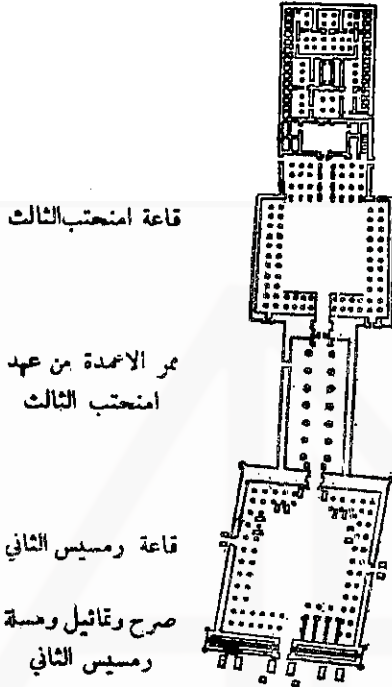 قاعة امنحتب الثالث
ممر الاعمدة من عهد
امنحتب الثالث
قاعة رمسيس الثاني
صرح وتماثيل ومسلة
رمسيس الثاني